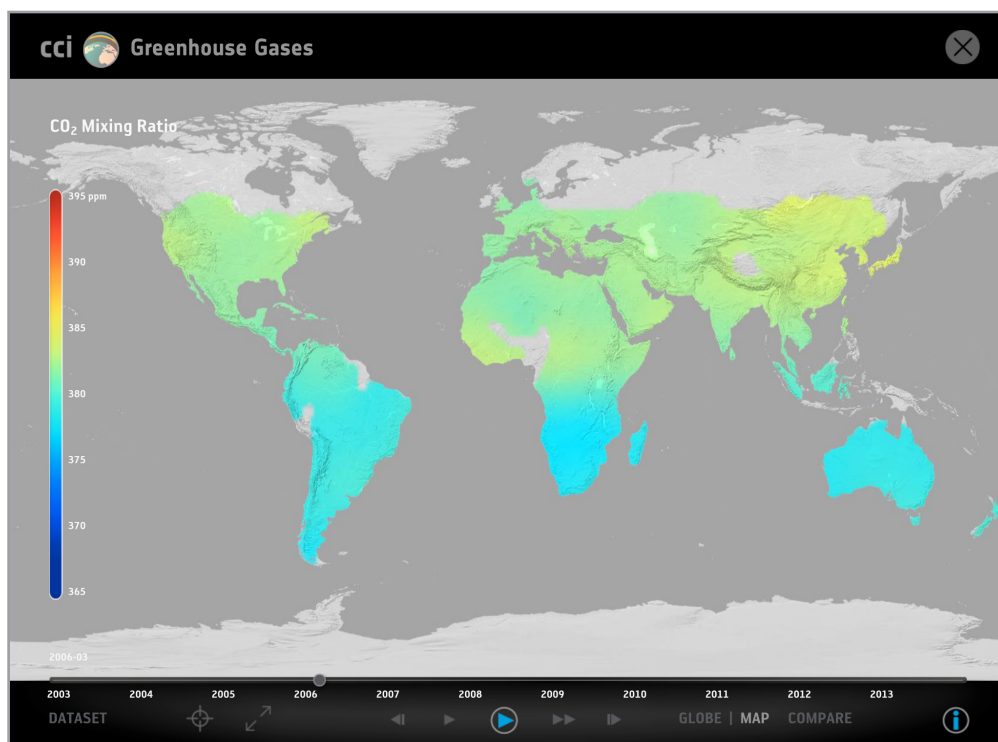 cci Greenhouse Gases
CO₂ Mixing Ratio
395 ppm
390
385
380
375
370
365
2006-03
2003 2004 2005 2006 2007 2008 2009 2010 2011 2012 2013
DATASET GLOBE | MAP COMPARE